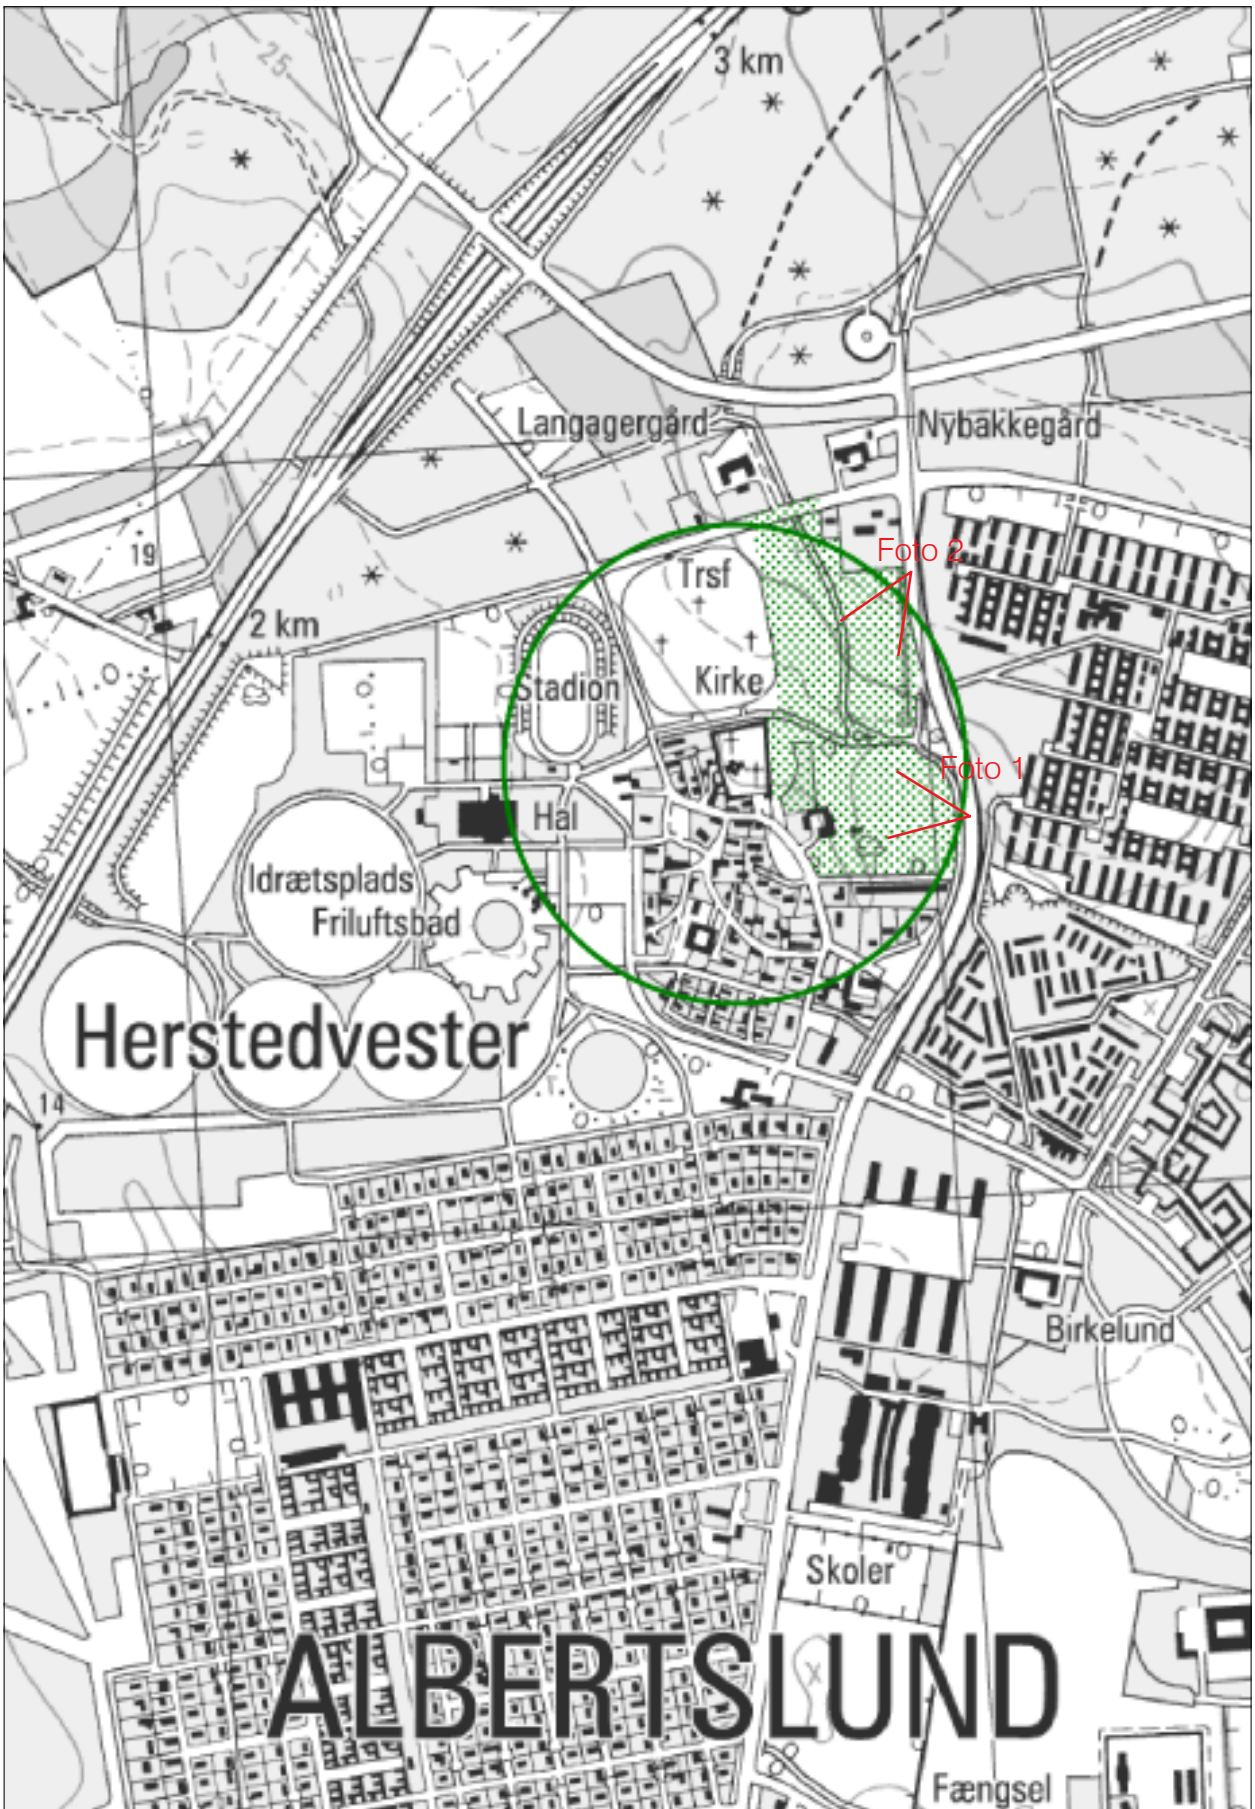 25
3 km
Langagergård
Nybakkegård
19
Foto 2
Trsf
2 km
Kirke
Stadion
Foto 1
Hal
Idrætsplads
Friluftsbad
Herstedvester
14
Birkelund
Skoler
ALBERTSLUND
Fængsel